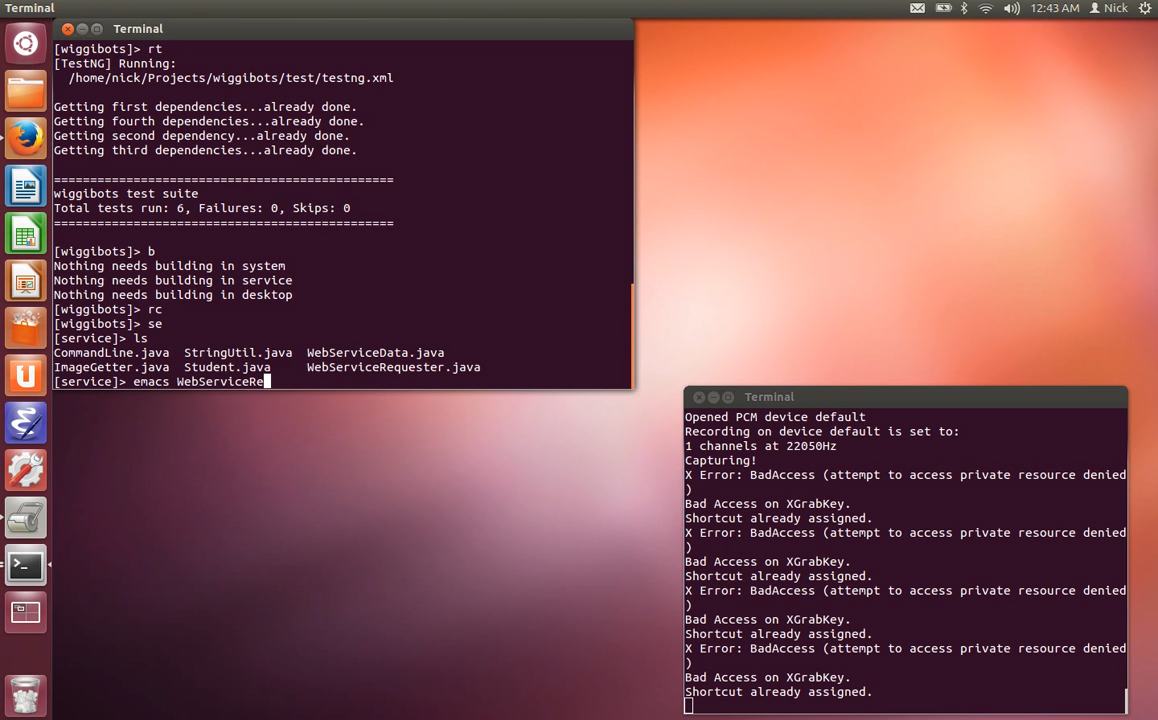 Terminal
12:43 AM
Nick
Terminal
[wiggibots]> rt
[TestNG] Running:
  /home/nick/Projects/wiggibots/test/testng.xml
Getting first dependencies...already done.
Getting fourth dependencies...already done.
Getting second dependency...already done.
Getting third dependencies...already done.
===============================================
wiggibots test suite
Total tests run: 6, Failures: 0, Skips: 0
===============================================
[wiggibots]> b
Nothing needs building in system
Nothing needs building in service
Nothing needs building in desktop
[wiggibots]> rc
[wiggibots]> se
[service]> ls
CommandLine.java  StringUtil.java  WebServiceData.java
ImageGetter.java  Student.java     WebServiceRequester.java
[service]> emacs WebServiceRe
Terminal
Opened PCM device default
Recording on device default is set to:
1 channels at 22050Hz
Capturing!
X Error: BadAccess (attempt to access private resource denied
)
Bad Access on XGrabKey.
Shortcut already assigned.
X Error: BadAccess (attempt to access private resource denied
)
Bad Access on XGrabKey.
Shortcut already assigned.
X Error: BadAccess (attempt to access private resource denied
)
Bad Access on XGrabKey.
Shortcut already assigned.
X Error: BadAccess (attempt to access private resource denied
)
Bad Access on XGrabKey.
Shortcut already assigned.